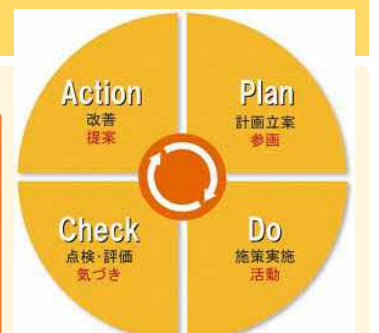 Action
改善
提案
Plan
計画立案
参画
Check
点検・評価
気づき
Do
施策実施
活動